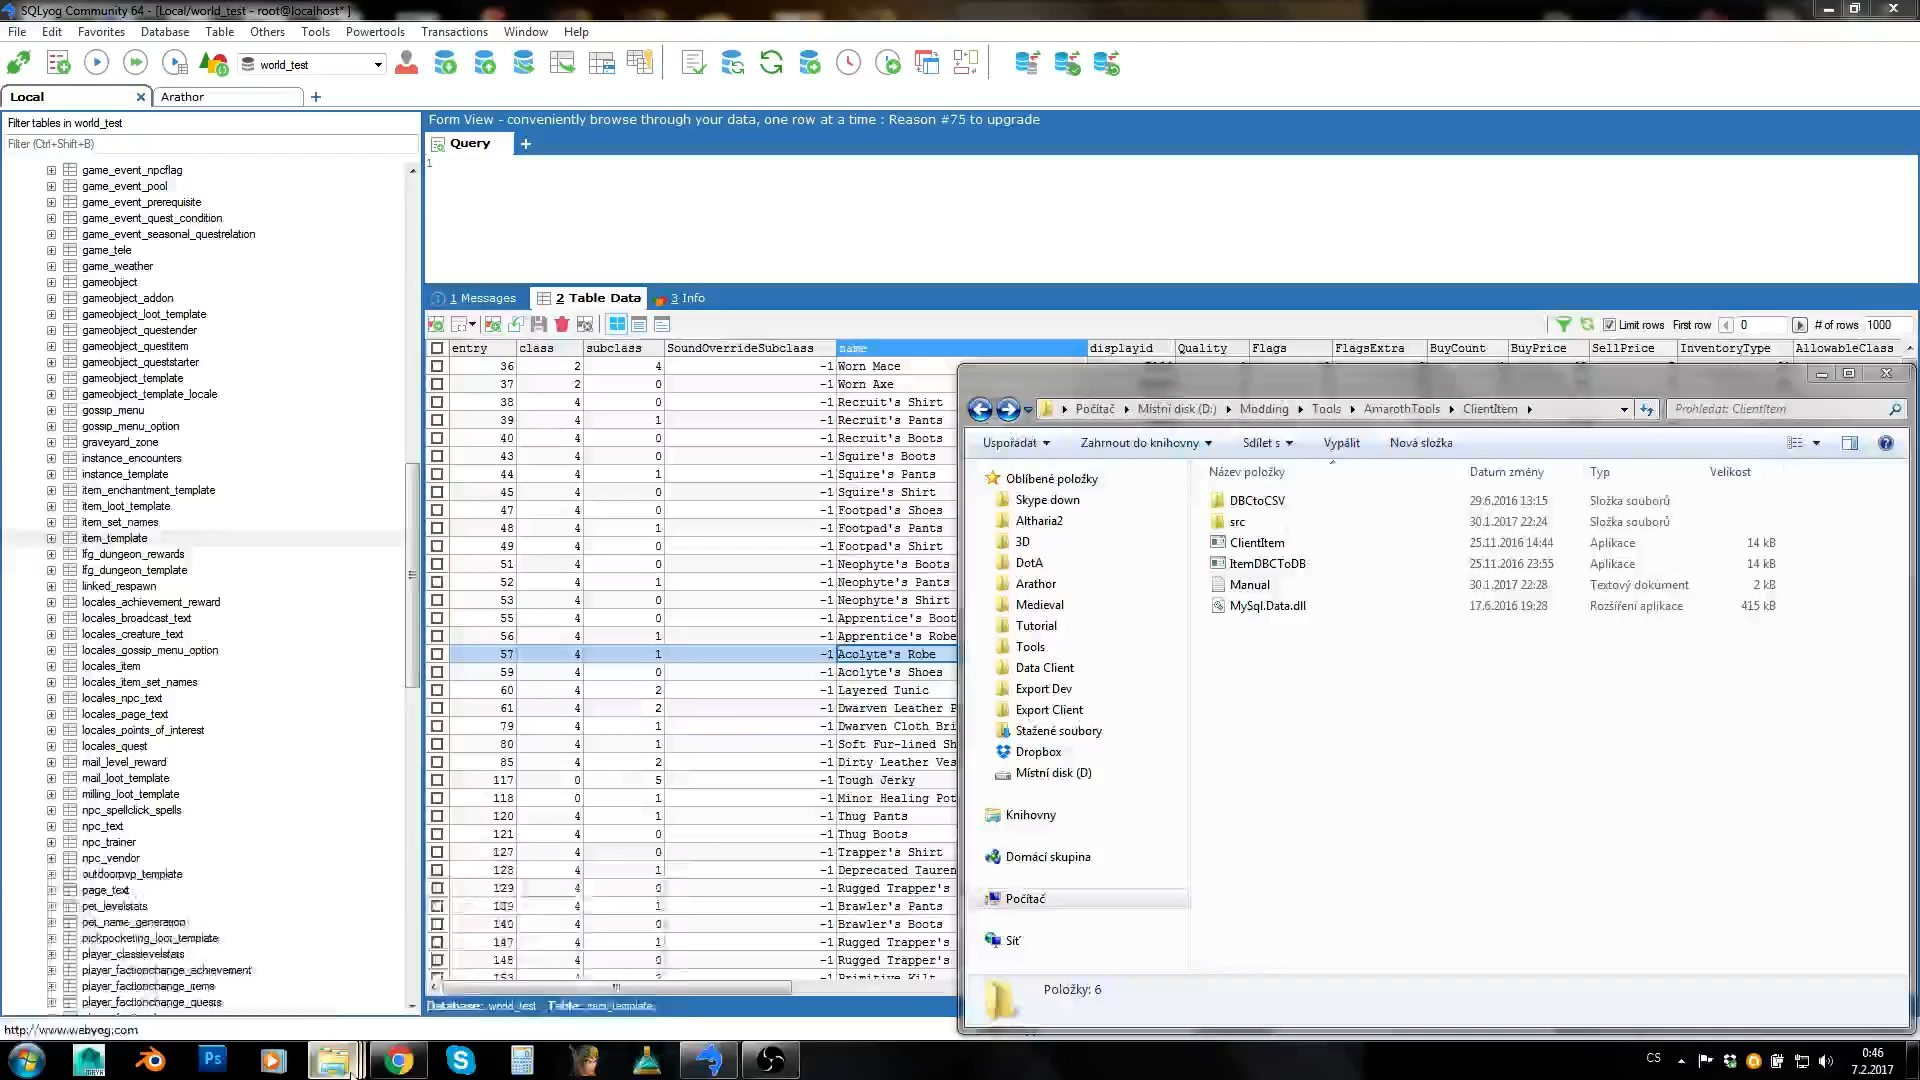 SQLyog Community 64 - [Local/world_test - root@localhost* ]
File Edit Favorites Database Table Others Tools Powertools Transactions Window Help
world_test
Local Arathor +
Filter tables in world_test
Filter (Ctrl+Shift+B)
game_event_npcflag
game_event_pool
game_event_prerequisite
game_event_quest_condition
game_event_seasonal_questrelation
game_tele
game_weather
gameobject
gameobject_addon
gameobject_loot_template
gameobject_questender
gameobject_questitem
gameobject_queststarter
gameobject_template
gameobject_template_locale
gossip_menu
gossip_menu_option
graveyard_zone
instance_encounters
instance_template
item_enchantment_template
item_loot_template
item_set_names
item_template
lfg_dungeon_rewards
lfg_dungeon_template
linked_respawn
locales_achievement_reward
locales_broadcast_text
locales_creature_text
locales_gossip_menu_option
locales_item
locales_item_set_names
locales_npc_text
locales_page_text
locales_points_of_interest
locales_quest
mail_level_reward
mail_loot_template
milling_loot_template
npc_spellclick_spells
npc_text
npc_trainer
npc_vendor
outdoorpvp_template
page_text
pet_levelstats
pet_name_generation
pickpocketing_loot_template
player_classlevelstats
player_factionchange_achievement
player_factionchange_items
player_factionchange_quests
http://www.webyog.com
Form View - conveniently browse through your data, one row at a time : Reason #75 to upgrade
Query +
1
1 Messages 2 Table Data 3 Info
Limit rows First row 0 # of rows 1000
entry class subclass SoundOverrideSubclass name displayid Quality Flags FlagsExtra BuyCount BuyPrice SellPrice InventoryType AllowableClass
36 2 4 -1 Worn Mace
37 2 0 -1 Worn Axe
38 4 0 -1 Recruit's Shirt
39 4 1 -1 Recruit's Pants
40 4 0 -1 Recruit's Boots
43 4 0 -1 Squire's Boots
44 4 1 -1 Squire's Pants
45 4 0 -1 Squire's Shirt
47 4 0 -1 Footpad's Shoes
48 4 1 -1 Footpad's Pants
49 4 0 -1 Footpad's Shirt
51 4 0 -1 Neophyte's Boots
52 4 1 -1 Neophyte's Pants
53 4 0 -1 Neophyte's Shirt
55 4 0 -1 Apprentice's Boot
56 4 1 -1 Apprentice's Robe
57 4 1 -1 Acolyte's Robe
59 4 0 -1 Acolyte's Shoes
60 4 2 -1 Layered Tunic
61 4 2 -1 Dwarven Leather P
79 4 1 -1 Dwarven Cloth Bri
80 4 1 -1 Soft Fur-lined Sh
85 4 2 -1 Dirty Leather Ves
117 0 5 -1 Tough Jerky
118 0 1 -1 Minor Healing Pot
120 4 1 -1 Thug Pants
121 4 0 -1 Thug Boots
127 4 0 -1 Trapper's Shirt
128 4 1 -1 Deprecated Tauren
129 4 0 -1 Rugged Trapper's
139 4 1 -1 Brawler's Pants
140 4 0 -1 Brawler's Boots
147 4 1 -1 Rugged Trapper's
148 4 0 -1 Rugged Trapper's
153 4 2 -1 Primitive Kilt
Database: world_test Table: item_template
Počítač Místní disk (D:) Modding Tools AmarothTools ClientItem
Prohledat: ClientItem
Uspořádat Zahrnout do knihovny Sdílet s Vypálit Nová složka
Název položky Datum změny Typ Velikost
DBCtoCSV 29.6.2016 13:15 Složka souborů
src 30.1.2017 22:24 Složka souborů
ClientItem 25.11.2016 14:44 Aplikace 14 kB
ItemDBCToDB 25.11.2016 23:55 Aplikace 14 kB
Manual 30.1.2017 22:28 Textový dokument 2 kB
MySql.Data.dll 17.6.2016 19:28 Rozšíření aplikace 415 kB
Oblíbené položky
Skype down
Altharia2
3D
DotA
Arathor
Medieval
Tutorial
Tools
Data Client
Export Dev
Export Client
Stažené soubory
Dropbox
Místní disk (D)
Knihovny
Domácí skupina
Počítač
Síť
Položky: 6
Ps
CS
0:46
7.2.2017